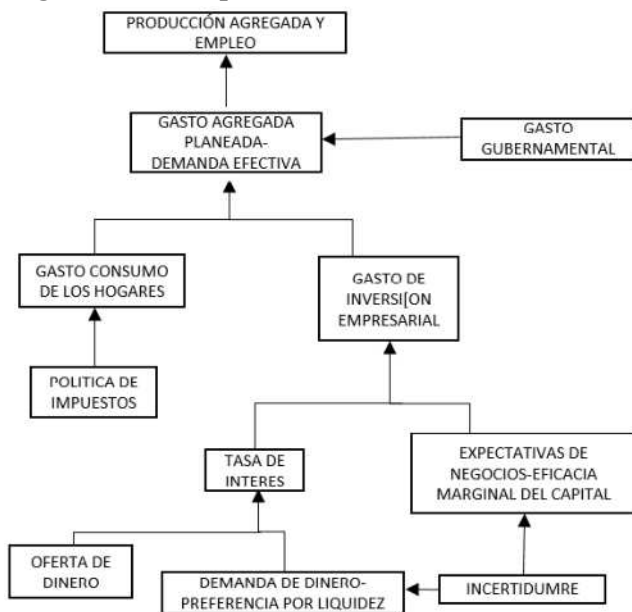 PRODUCCIÓN AGREGADA Y
EMPLEO
GASTO AGREGADA
PLANEADA-
DEMANDA EFECTIVA
GASTO
GUBERNAMENTAL
GASTO CONSUMO
DE LOS HOGARES
GASTO DE
INVERSI[ON
EMPRESARIAL
POLITICA DE
IMPUESTOS
TASA DE
INTERES
EXPECTATIVAS DE
NEGOCIOS-EFICACIA
MARGINAL DEL CAPITAL
OFERTA DE
DINERO
DEMANDA DE DINERO-
PREFERENCIA POR LIQUIDEZ
INCERTIDUMRE